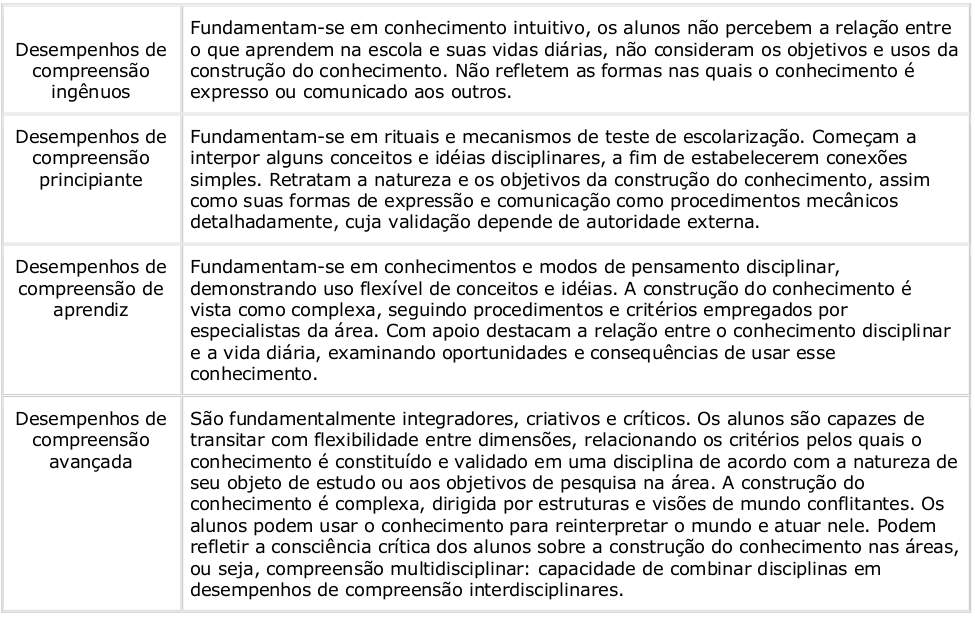 Desempenhos de
compreensão
ingênuos
Fundamentam-se em conhecimento intuitivo, os alunos não percebem a relação entre
o que aprendem na escola e suas vidas diárias, não consideram os objetivos e usos da
construção do conhecimento. Não refletem as formas nas quais o conhecimento é
expresso ou comunicado aos outros.
Desempenhos de
compreensão
principiante
Fundamentam-se em rituais e mecanismos de teste de escolarização. Começam a
interpor alguns conceitos e idéias disciplinares, a fim de estabelecerem conexões
simples. Retratam a natureza e os objetivos da construção do conhecimento, assim
como suas formas de expressão e comunicação como procedimentos mecânicos
detalhadamente, cuja validação depende de autoridade externa.
Desempenhos de
compreensão de
aprendiz
Fundamentam-se em conhecimentos e modos de pensamento disciplinar,
demonstrando uso flexível de conceitos e idéias. A construção do conhecimento é
vista como complexa, seguindo procedimentos e critérios empregados por
especialistas da área. Com apoio destacam a relação entre o conhecimento disciplinar
e a vida diária, examinando oportunidades e consequências de usar esse
conhecimento.
Desempenhos de
compreensão
avançada
São fundamentalmente integradores, criativos e críticos. Os alunos são capazes de
transitar com flexibilidade entre dimensões, relacionando os critérios pelos quais o
conhecimento é constituído e validado em uma disciplina de acordo com a natureza de
seu objeto de estudo ou aos objetivos de pesquisa na área. A construção do
conhecimento é complexa, dirigida por estruturas e visões de mundo conflitantes. Os
alunos podem usar o conhecimento para reinterpretar o mundo e atuar nele. Podem
refletir a consciência crítica dos alunos sobre a construção do conhecimento nas áreas,
ou seja, compreensão multidisciplinar: capacidade de combinar disciplinas em
desempenhos de compreensão interdisciplinares.